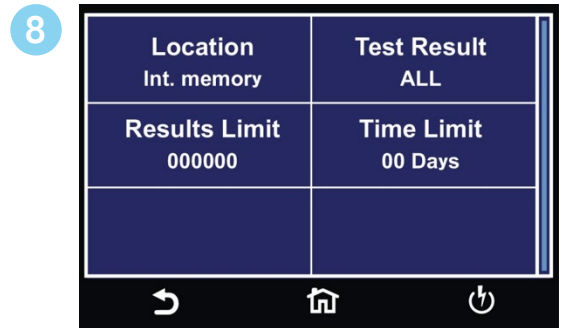 8
Location
Int. memory
Test Result
ALL
Results Limit
000000
Time Limit
00 Days